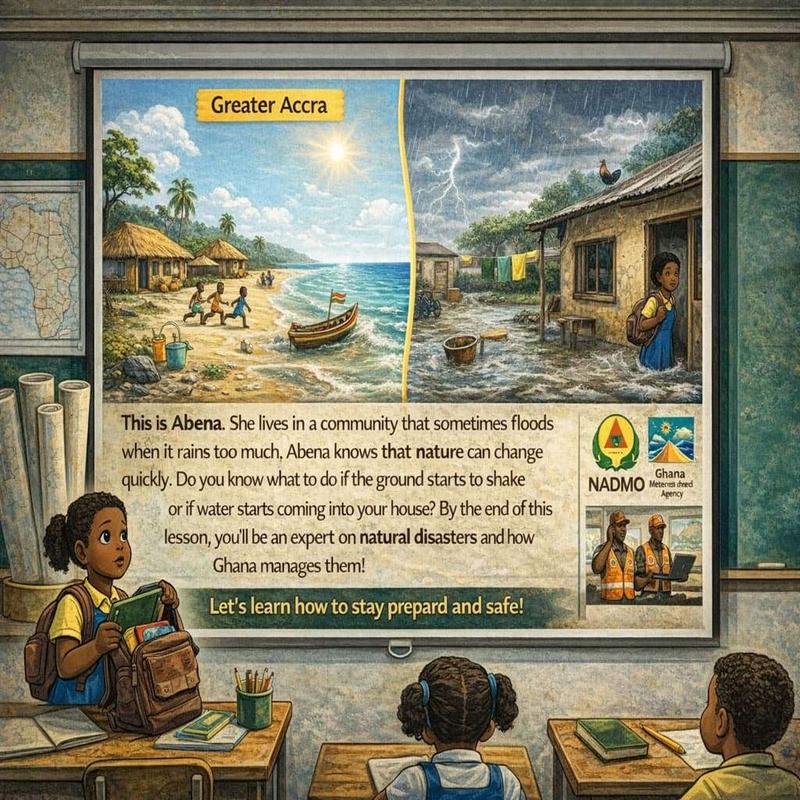 Greater Accra
This is Abena. She lives in a community that sometimes floods
when it rains too much, Abena knows that nature can change
quickly. Do you know what to do if the ground starts to shake
or if water starts coming into your house? By the end of this
lesson, you'll be an expert on natural disasters and how
Ghana manages them!
Let's learn how to stay prepard and safe!
NADMO
Ghana
Agency